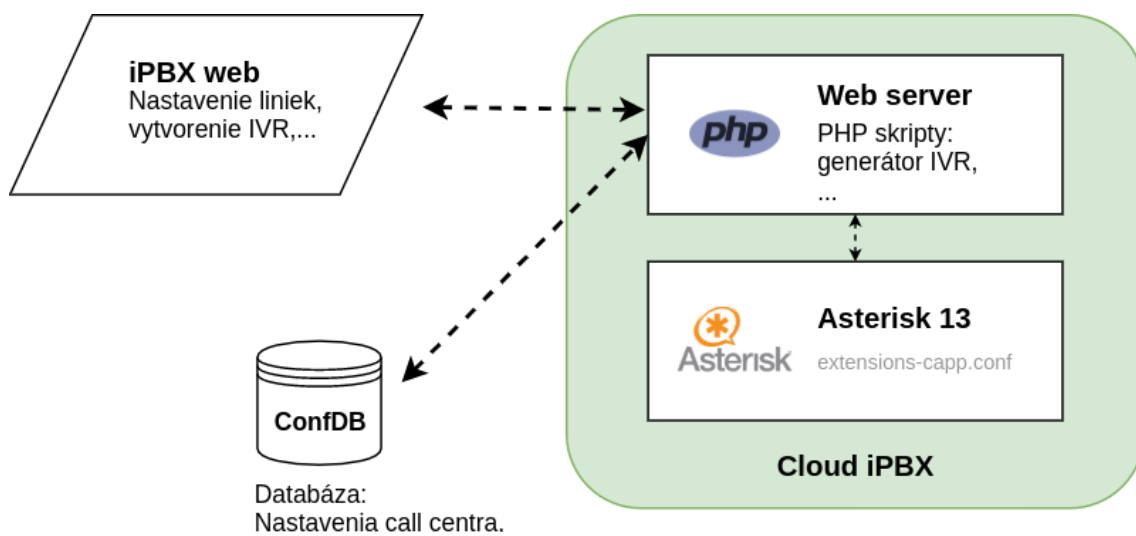 iPBX web
Nastavenie liniek,
vytvorenie IVR,...
php
Web server
PHP skripty:
generátor IVR,
...
Asterisk
Asterisk 13
extensions-capp.conf
Cloud iPBX
ConfDB
Databáza:
Nastavenia call centra.